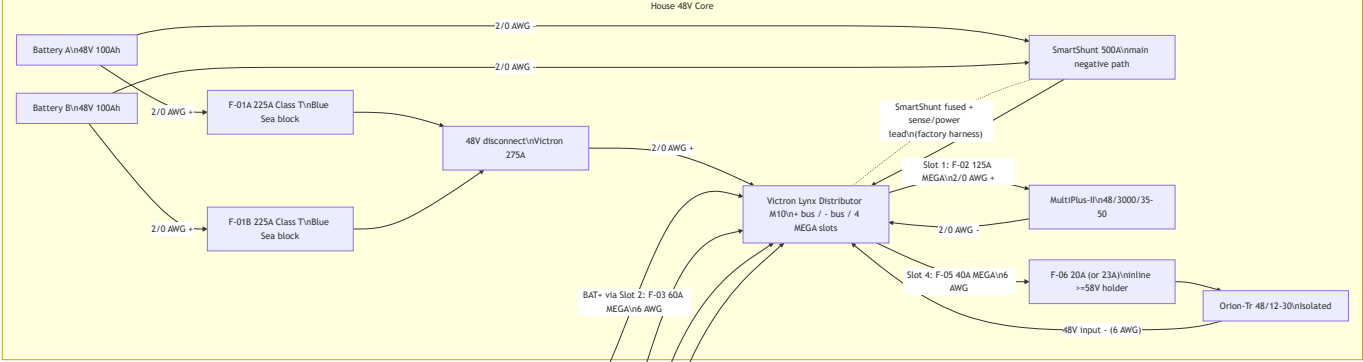 House 48V Core
2/0 AWG -
Battery A\n48V 100Ah
SmartShunt 500A\nmain
negative path
2/0 AWG -
Battery B\n48V 100Ah
2/0 AWG +
F-01A 225A Class T\nBlue
Sea block
SmartShunt fused +
sense/power
lead\n(factory harness)
48V disconnect\nVictron
275A
2/0 AWG +
Slot 1: F-02 125A
MEGA\n2/0 AWG +
Victron Lynx Distributor
M10\n+ bus / - bus / 4
MEGA slots
MultiPlus-II\n48/3000/35-
50
2/0 AWG +
F-01B 225A Class T\nBlue
Sea block
2/0 AWG -
Slot 4: F-05 40A MEGA\n6
AWG
F-06 20A (or 23A)\ninline
>=58V holder
BAT+ via Slot 2: F-03 60A
MEGA\n6 AWG
Orion-Tr 48/12-30\nIsolated
48V input - (6 AWG)